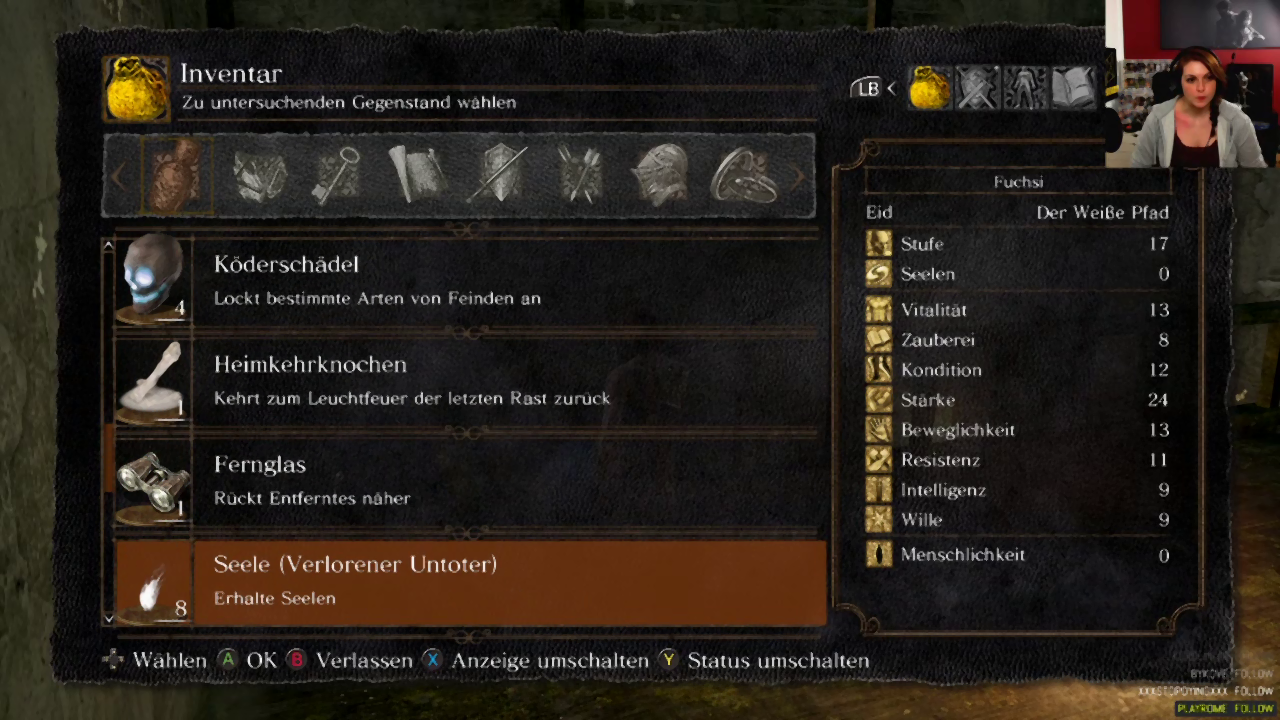 Inventar
Zu untersuchenden Gegenstand wählen
LB
Köderschädel
Lockt bestimmte Arten von Feinden an
4
Heimkehrknochen
Kehrt zum Leuchtfeuer der letzten Rast zurück
1
Fernglas
Rückt Entferntes näher
1
Seele (Verlorener Untoter)
Erhalte Seelen
8
Fuchsi
Eid Der Weiße Pfad
Stufe 17
Seelen 0
Vitalität 13
Zauberei 8
Kondition 12
Stärke 24
Beweglichkeit 13
Resistenz 11
Intelligenz 9
Wille 9
Menschlichkeit 0
Wählen A OK B Verlassen X Anzeige umschalten Y Status umschalten
FOLLOW
FOLLOW
PLAYROME FOLLOW